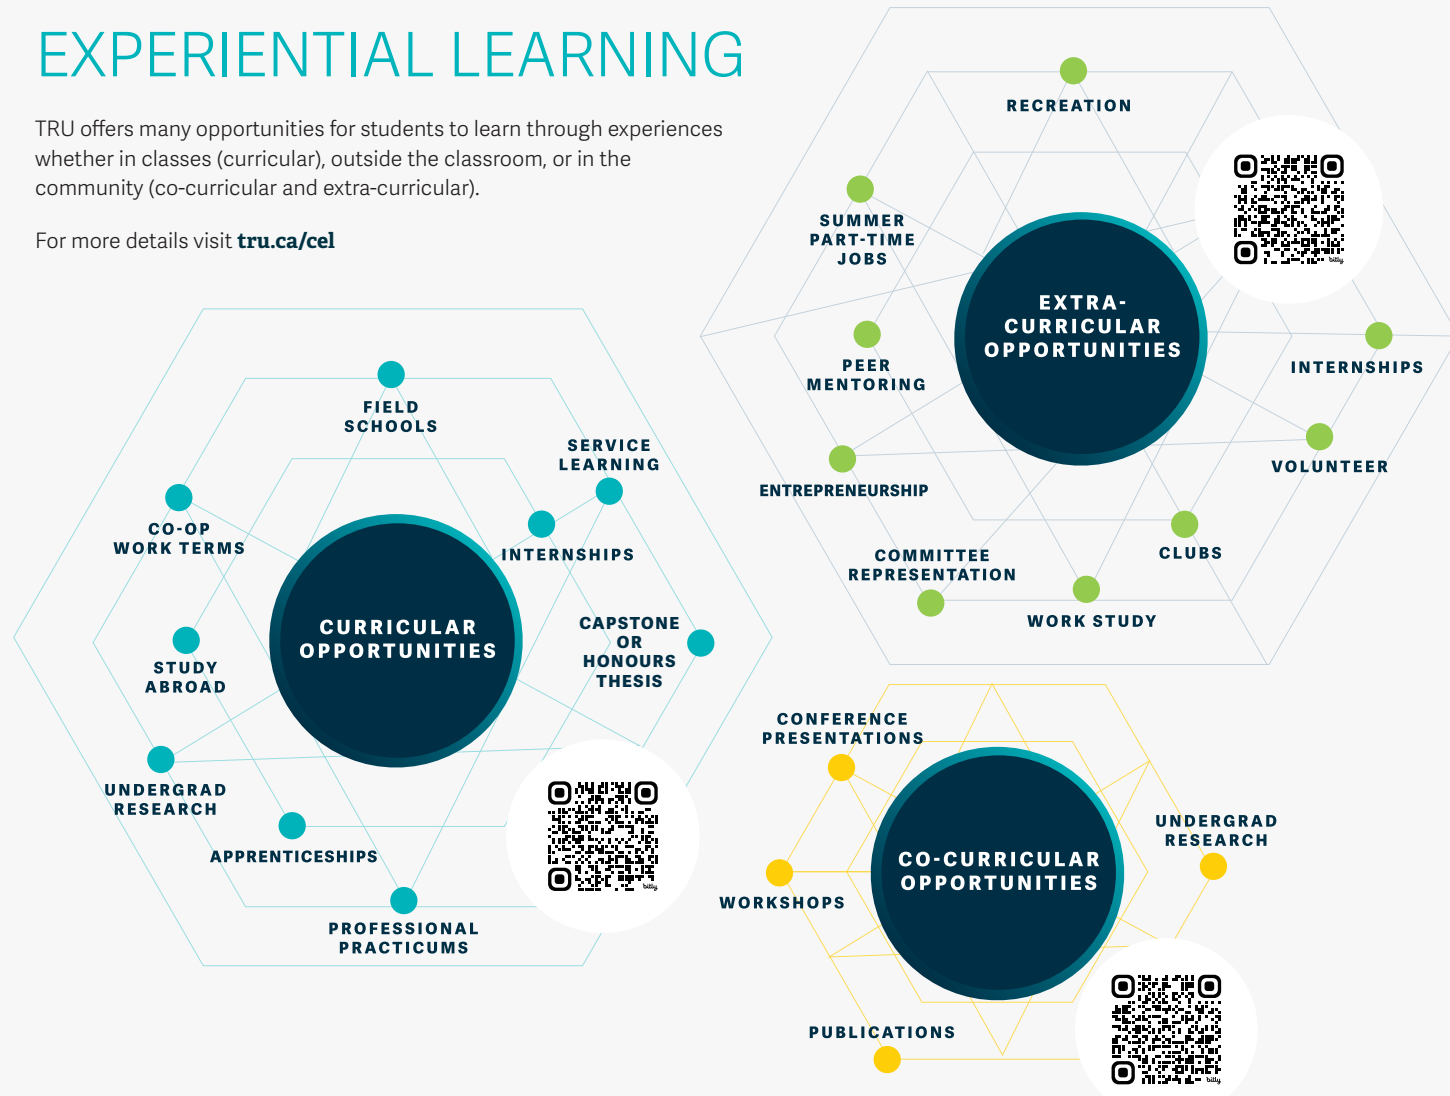 EXPERIENTIAL LEARNING
TRU offers many opportunities for students to learn through experiences
whether in classes (curricular), outside the classroom, or in the
community (co-curricular and extra-curricular).
For more details visit tru.ca/cel
RECREATION
SUMMER
PART-TIME
JOBS
EXTRA-
CURRICULAR
OPPORTUNITIES
PEER
MENTORING
INTERNSHIPS
ENTREPRENEURSHIP
VOLUNTEER
COMMITTEE
REPRESENTATION
CLUBS
WORK STUDY
bitly
FIELD
SCHOOLS
SERVICE
LEARNING
CO-OP
WORK TERMS
INTERNSHIPS
CURRICULAR
OPPORTUNITIES
CAPSTONE
OR
HONOURS
THESIS
STUDY
ABROAD
UNDERGRAD
RESEARCH
APPRENTICESHIPS
PROFESSIONAL
PRACTICUMS
bitly
CONFERENCE
PRESENTATIONS
UNDERGRAD
RESEARCH
CO-CURRICULAR
OPPORTUNITIES
WORKSHOPS
PUBLICATIONS
bitly